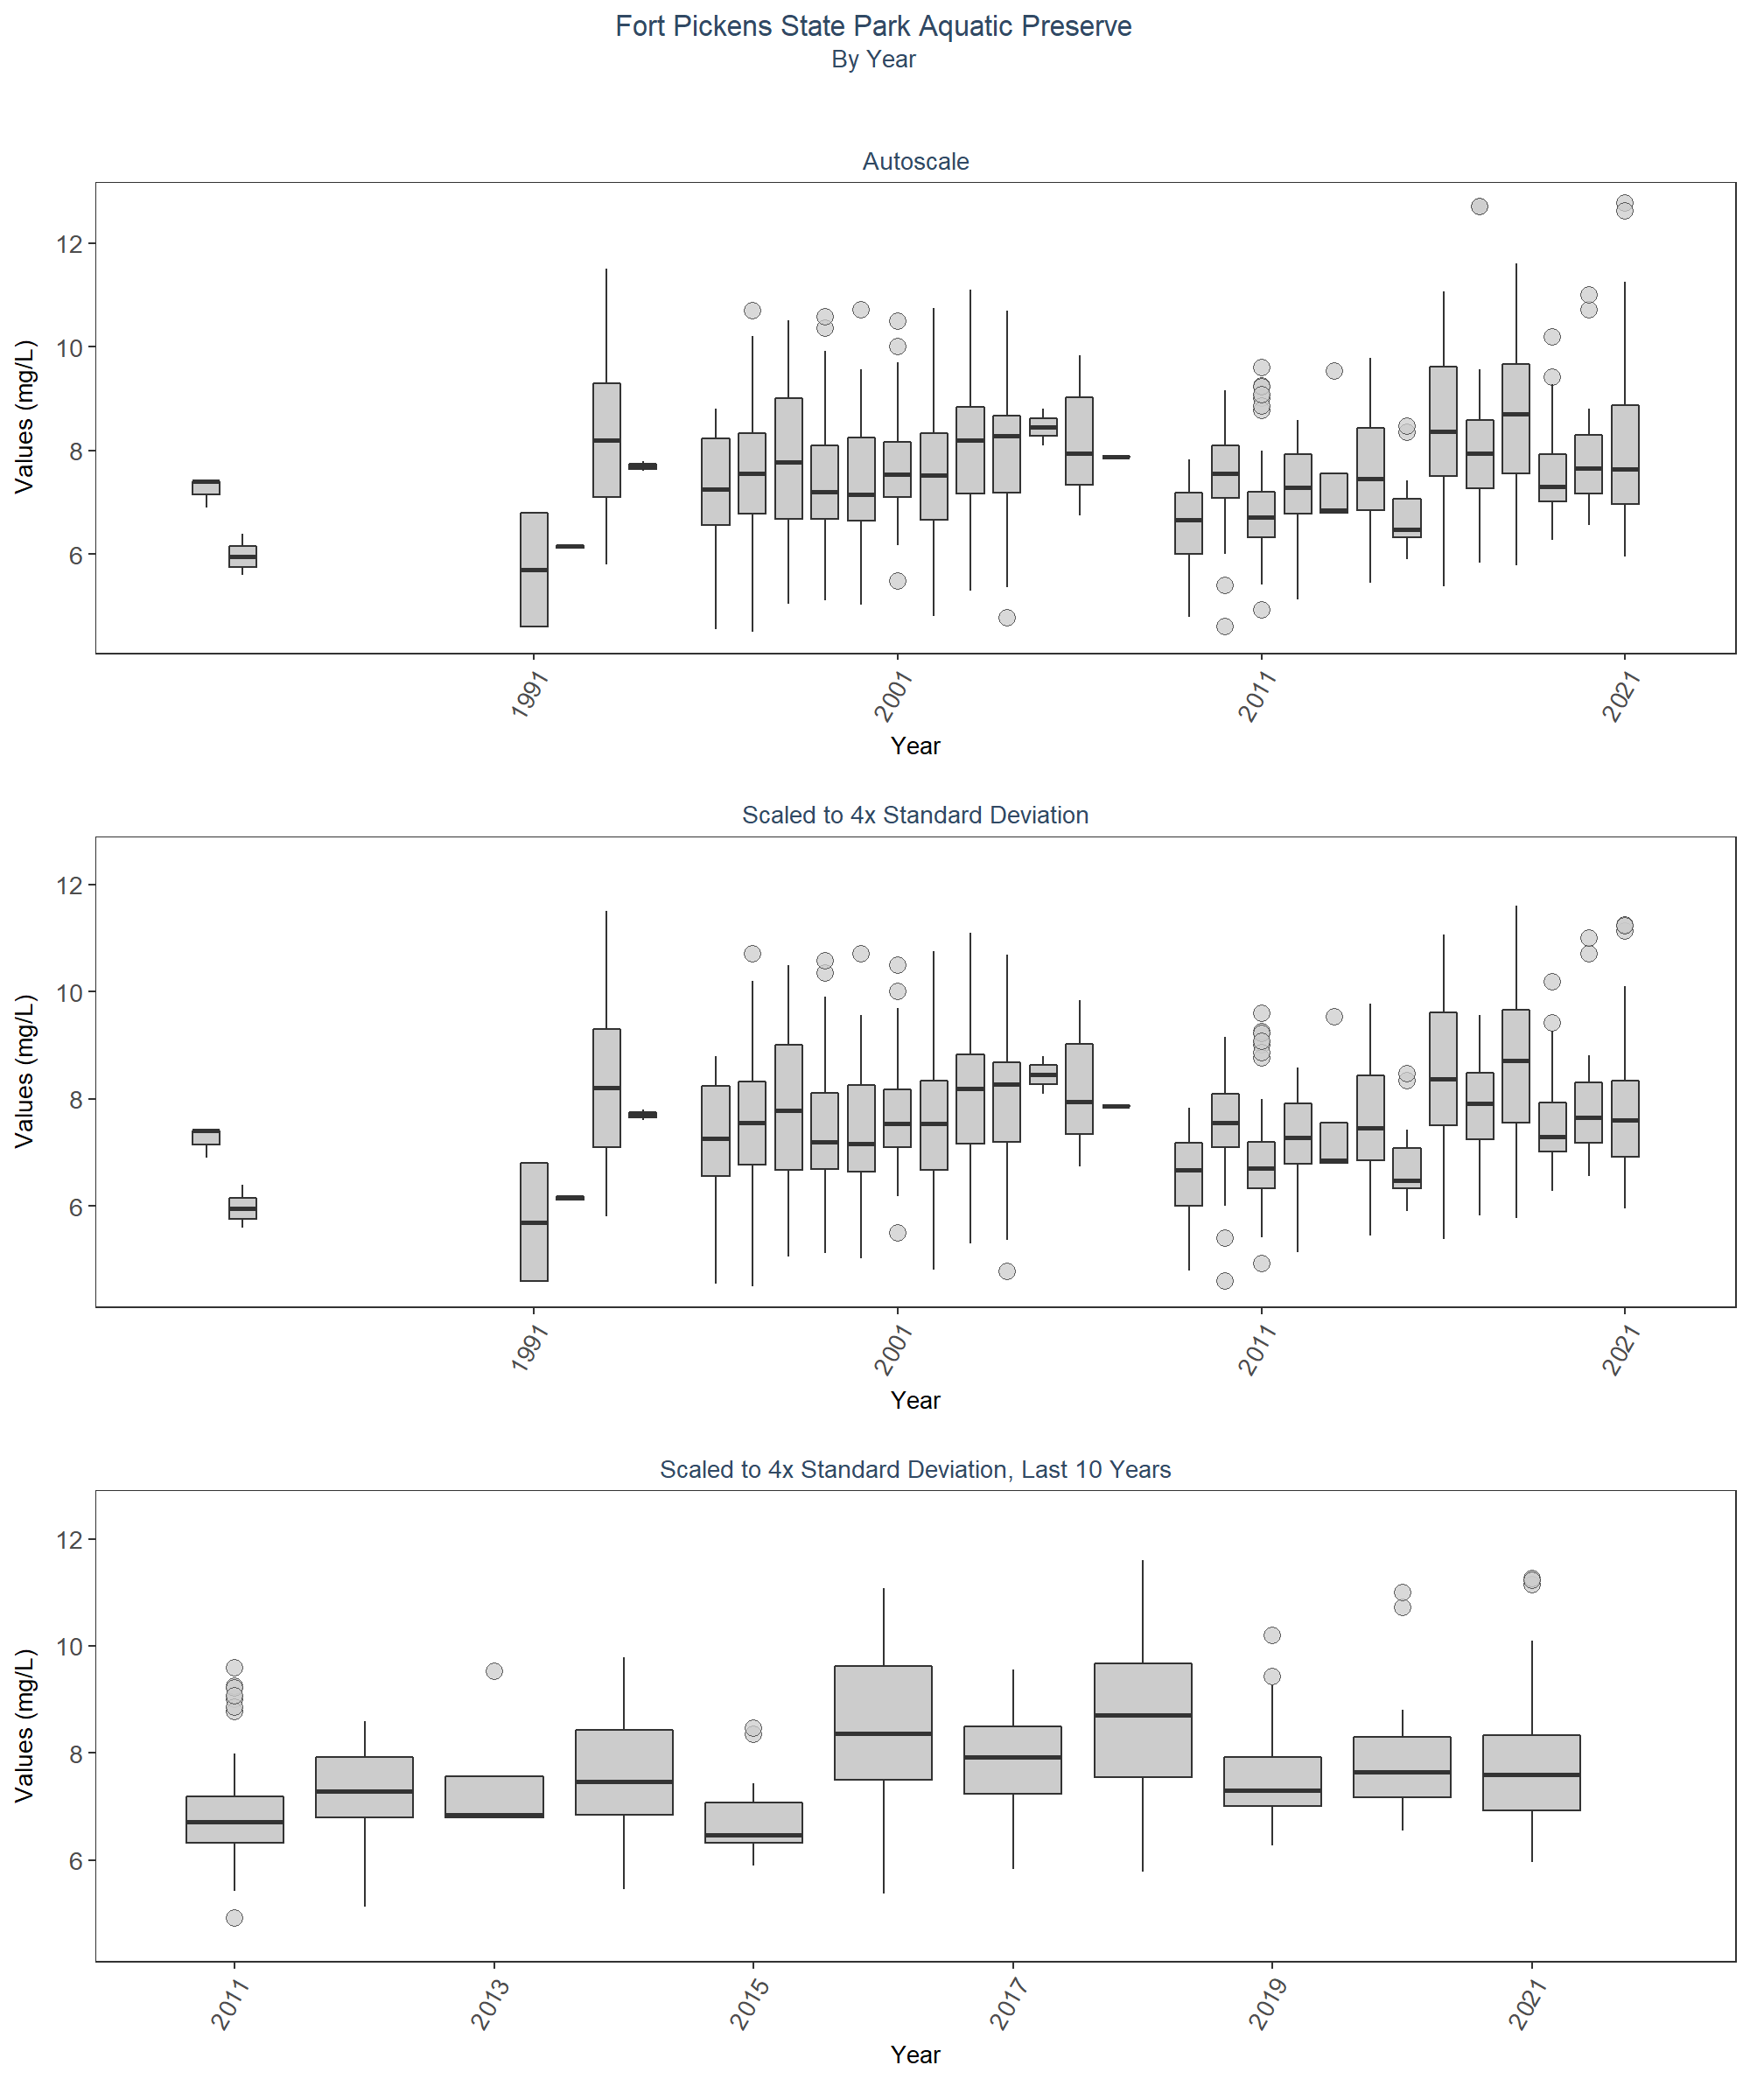 Fort Pickens State Park Aquatic Preserve
By Year
Autoscale
Values (mg/L)
12
10
8
6
1991
2001
2011
2021
Year
Scaled to 4x Standard Deviation
Values (mg/L)
12
10
8
6
1991
2001
2011
2021
Year
Scaled to 4x Standard Deviation, Last 10 Years
Values (mg/L)
12
10
8
6
2011
2013
2015
2017
2019
2021
Year